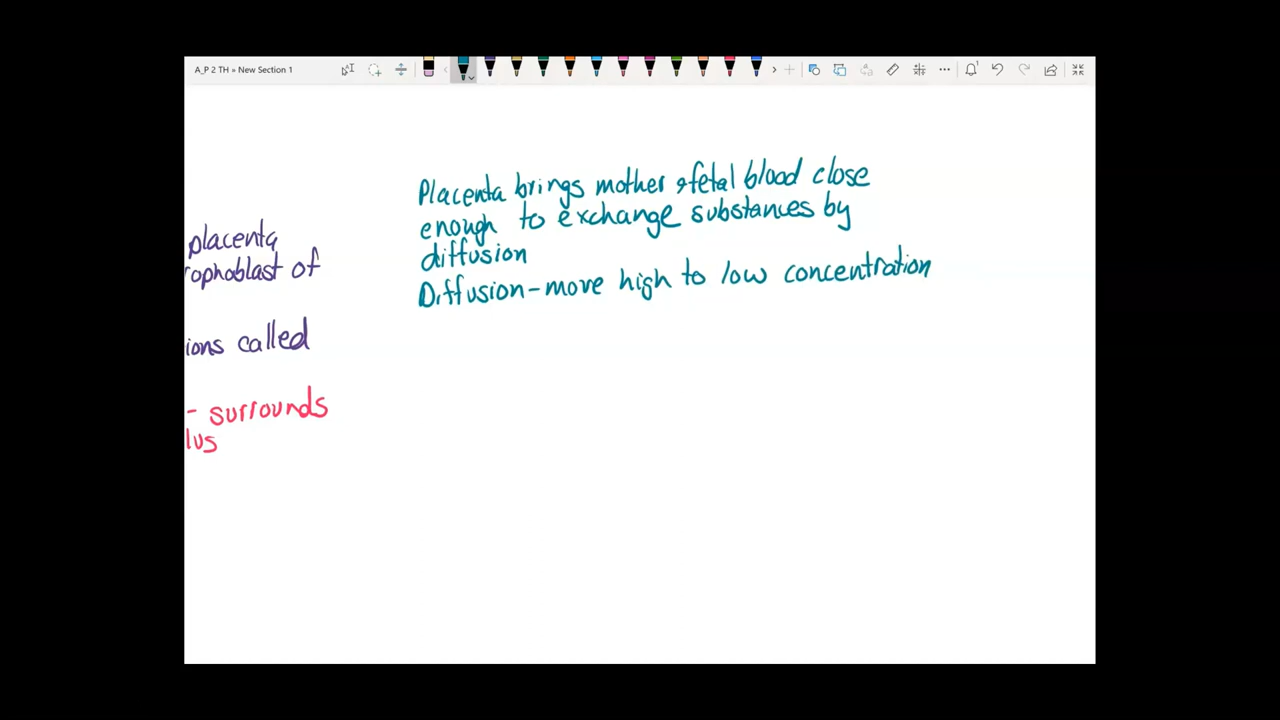 A_P 2 TH » New Section 1
placenta
rophoblast of
ions called
- surrounds
lus
Placenta brings mother & fetal blood close
enough to exchange substances by
diffusion
Diffusion - move high to low concentration